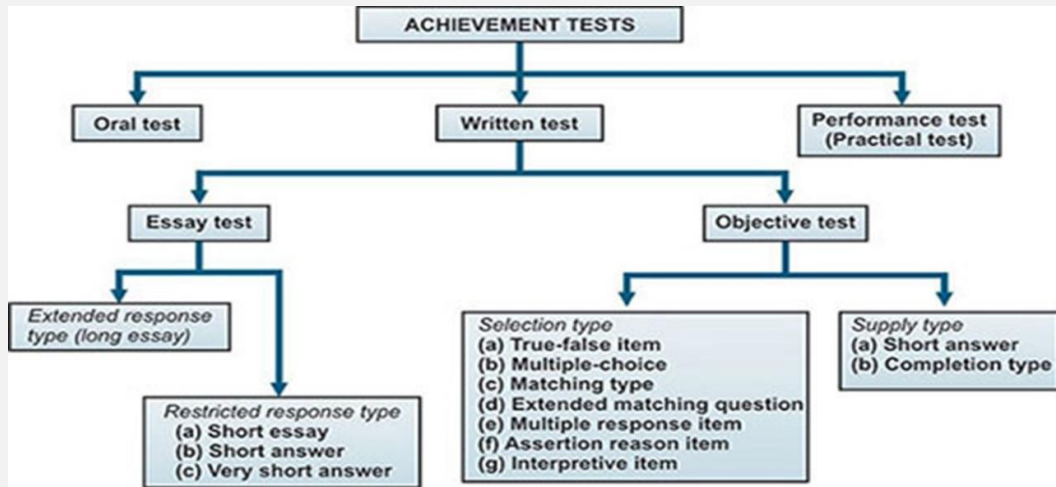 ACHIEVEMENT TESTS
Oral test
Written test
Performance test
(Practical test)
Essay test
Objective test
Extended response
type (long essay)
Restricted response type
(a) Short essay
(b) Short answer
(c) Very short answer
Selection type
(a) True-false item
(b) Multiple-choice
(c) Matching type
(d) Extended matching question
(e) Multiple response item
(f) Assertion reason item
(g) Interpretive item
Supply type
(a) Short answer
(b) Completion type